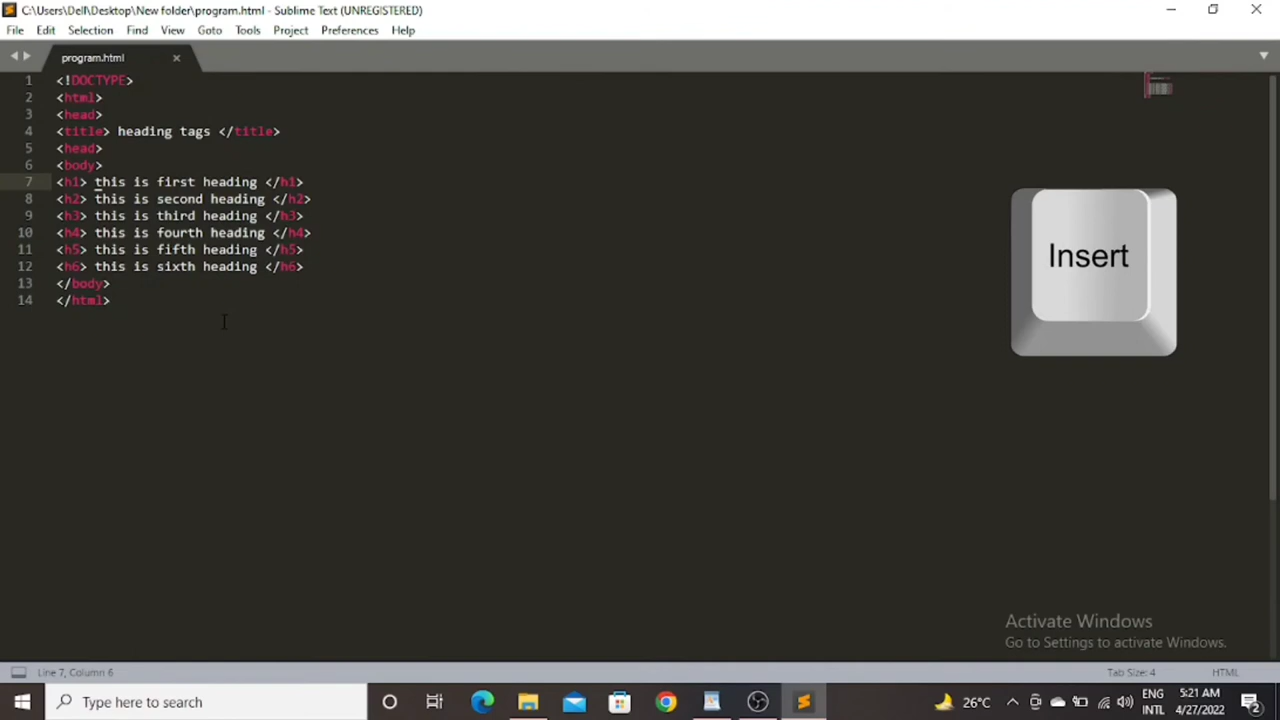 C:\Users\Dell\Desktop\New folder\program.html - Sublime Text (UNREGISTERED)
File Edit Selection Find View Goto Tools Project Preferences Help
program.html
1 <!DOCTYPE>
2 <html>
3 <head>
4 <title> heading tags </title>
5 <head>
6 <body>
7 <h1> this is first heading </h1>
8 <h2> this is second heading </h2>
9 <h3> this is third heading </h3>
10 <h4> this is fourth heading </h4>
11 <h5> this is fifth heading </h5>
12 <h6> this is sixth heading </h6>
13 </body>
14 </html>
Insert
Activate Windows
Go to Settings to activate Windows.
Line 7, Column 6 Tab Size: 4 HTML
Type here to search
26°C
ENG
INTL
5:21 AM
4/27/2022
2